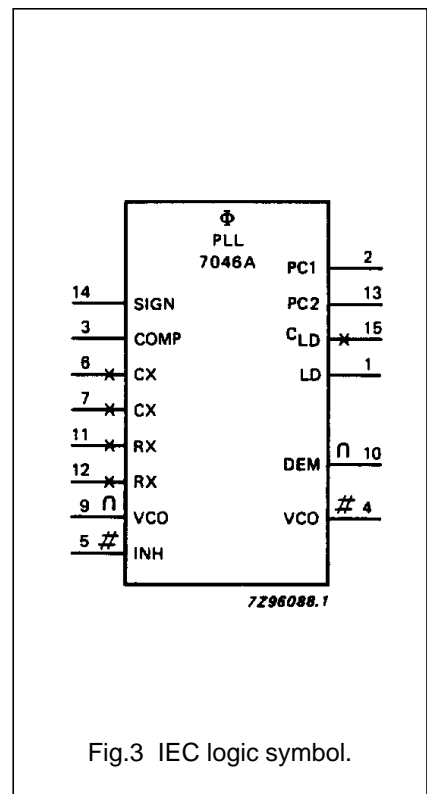 Φ
PLL
7046A
14 SIGN
3 COMP
6 CX
7 CX
11 RX
12 RX
9 ∩ VCO
5 # INH
PC1 2
PC2 13
CLD 15
LD 1
DEM ∩ 10
VCO # 4
7Z96088.1
Fig.3 IEC logic symbol.